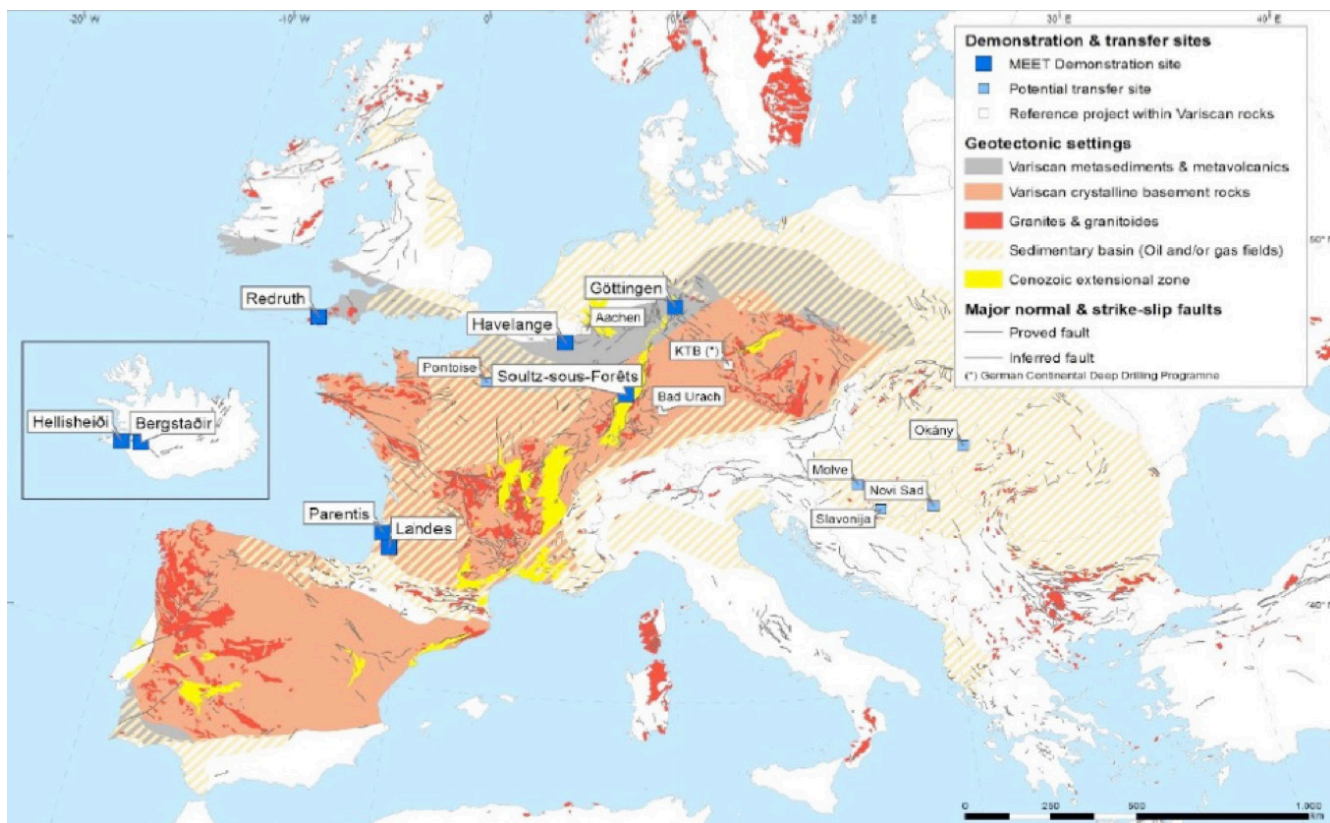 -20° W
-10° W
0°
10° E
20° E
30° E
40° E
Demonstration & transfer sites
MEET Demonstration site
Potential transfer site
Reference project within Variscan rocks
Geotectonic settings
Variscan metasediments & metavolcanics
Variscan crystalline basement rocks
Granites & granitoides
Sedimentary basin (Oil and/or gas fields)
Cenozoic extensional zone
Major normal & strike-slip faults
Proved fault
Inferred fault
(*) German Continental Deep Drilling Programme
50° N
Redruth
Göttingen
Aachen
Havelange
KTB (*)
Pontoise
Soultz-sous-Forêts
Bad Urach
Hellisheiði
Bergstaðir
Okány
Molve
Novi Sad
Slavonija
Parentis
Landes
40° N
0
250
500
1.000
km